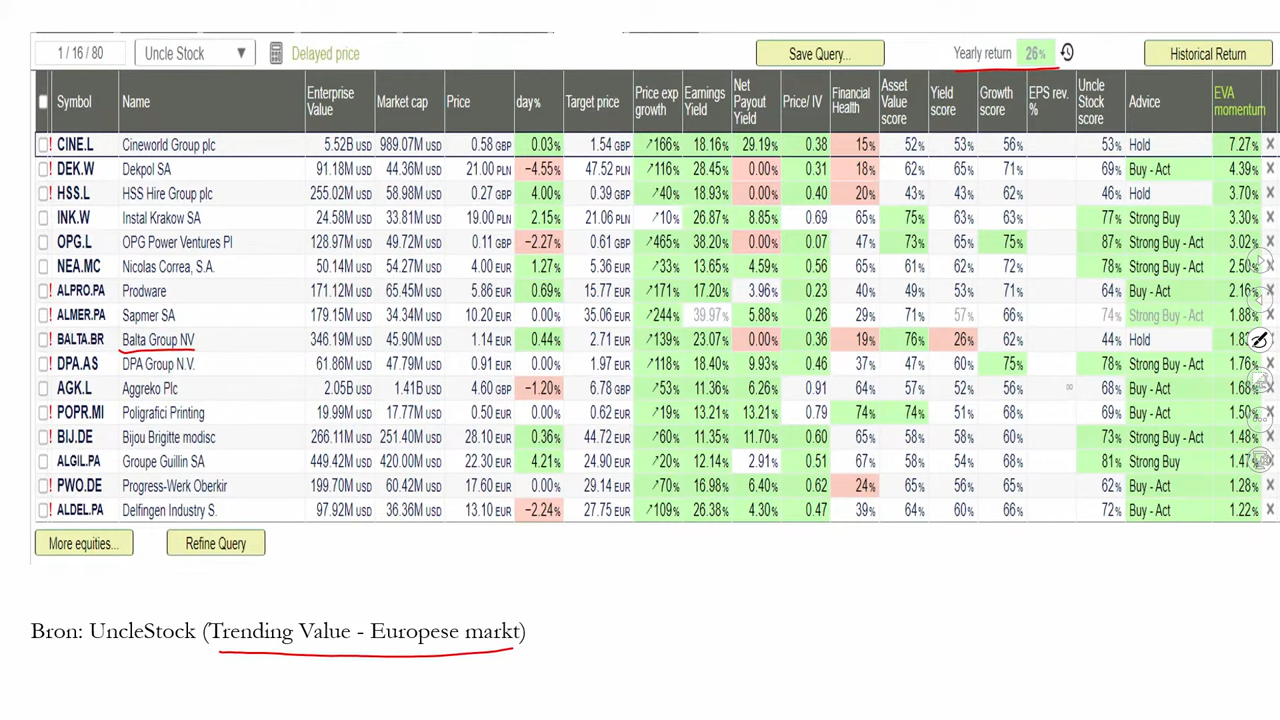 1 / 16 / 80 Uncle Stock ▼ Delayed price Save Query... Yearly return 26% Historical Return
Symbol Name Enterprise Value Market cap Price day% Target price Price exp growth Earnings Yield Net Payout Yield Price/ IV Financial Health Asset Value score Yield score Growth score EPS rev. % Uncle Stock score Advice EVA momentum
! CINE.L Cineworld Group plc 5.52B USD 989.07M USD 0.58 GBP 0.03% 1.54 GBP ↗166% 18.16% 29.19% 0.38 15% 52% 53% 56% 53% Hold 7.27% ✕
! DEK.W Dekpol SA 91.18M USD 44.36M USD 21.00 PLN −4.55% 47.52 PLN ↗116% 28.45% 0.00% 0.31 18% 62% 65% 71% 69% Buy - Act 4.39% ✕
! HSS.L HSS Hire Group plc 255.02M USD 58.98M USD 0.27 GBP 4.00% 0.39 GBP ↗40% 18.93% 0.00% 0.40 20% 43% 43% 62% 46% Hold 3.70% ✕
! INK.W Instal Krakow SA 24.58M USD 33.81M USD 19.00 PLN 2.15% 21.06 PLN ↗10% 26.87% 8.85% 0.69 65% 75% 63% 63% 77% Strong Buy 3.30% ✕
! OPG.L OPG Power Ventures Pl 128.97M USD 49.72M USD 0.11 GBP −2.27% 0.61 GBP ↗465% 38.20% 0.00% 0.07 47% 73% 65% 75% 87% Strong Buy - Act 3.02% ✕
! NEA.MC Nicolas Correa, S.A. 50.14M USD 54.27M USD 4.00 EUR 1.27% 5.36 EUR ↗33% 13.65% 4.59% 0.56 65% 61% 62% 72% 78% Strong Buy - Act 2.50% ✕
! ALPRO.PA Prodware 171.12M USD 65.45M USD 5.86 EUR 0.69% 15.77 EUR ↗171% 17.20% 3.96% 0.23 40% 49% 53% 71% 64% Buy - Act 2.16% ✕
! ALMER.PA Sapmer SA 179.15M USD 34.34M USD 10.20 EUR 0.00% 35.06 EUR ↗244% 39.97% 5.88% 0.26 29% 71% 57% 66% 74% Strong Buy - Act 1.88% ✕
! BALTA.BR Balta Group NV 346.19M USD 45.90M USD 1.14 EUR 0.44% 2.71 EUR ↗139% 23.07% 0.00% 0.36 19% 76% 26% 62% 44% Hold
! DPA.AS DPA Group N.V. 61.86M USD 47.79M USD 0.91 EUR 0.00% 1.97 EUR ↗118% 18.40% 9.93% 0.46 37% 47% 60% 75% 78% Strong Buy - Act 1.76% ✕
! AGK.L Aggreko Plc 2.05B USD 1.41B USD 4.60 GBP −1.20% 6.78 GBP ↗53% 11.36% 6.26% 0.91 64% 57% 52% 56% ∞ 68% Buy - Act 1.68% ✕
! POPR.MI Poligrafici Printing 19.99M USD 17.77M USD 0.50 EUR 0.00% 0.62 EUR ↗19% 13.21% 13.21% 0.79 74% 74% 51% 68% 69% Buy - Act 1.50% ✕
! BIJ.DE Bijou Brigitte modisc 266.11M USD 251.40M USD 28.10 EUR 0.36% 44.72 EUR ↗60% 11.35% 11.70% 0.60 65% 58% 58% 60% 73% Strong Buy - Act 1.48% ✕
! ALGIL.PA Groupe Guillin SA 449.42M USD 420.00M USD 22.30 EUR 4.21% 24.90 EUR ↗20% 12.14% 2.91% 0.51 67% 58% 54% 68% 81% Strong Buy 1.47% ✕
! PWO.DE Progress-Werk Oberkir 199.70M USD 60.42M USD 17.60 EUR 0.00% 29.14 EUR ↗70% 16.98% 6.40% 0.62 24% 65% 56% 65% 62% Buy - Act 1.28% ✕
! ALDEL.PA Delfingen Industry S. 97.92M USD 36.36M USD 13.10 EUR −2.24% 27.75 EUR ↗109% 26.38% 4.30% 0.47 39% 64% 60% 66% 72% Buy - Act 1.22% ✕
More equities... Refine Query
Bron: UncleStock (Trending Value - Europese markt)